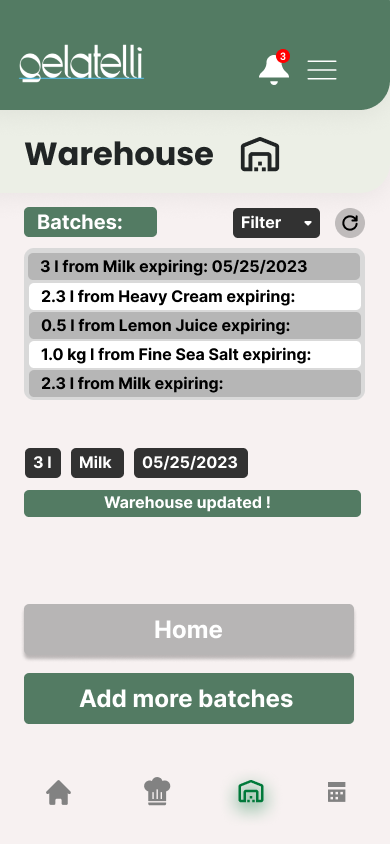 gelatelli
3
Warehouse
Batches:
Filter
3 l from Milk expiring: 05/25/2023
2.3 l from Heavy Cream expiring:
0.5 l from Lemon Juice expiring:
1.0 kg l from Fine Sea Salt expiring:
2.3 l from Milk expiring:
3 l Milk 05/25/2023
Warehouse updated !
Home
Add more batches